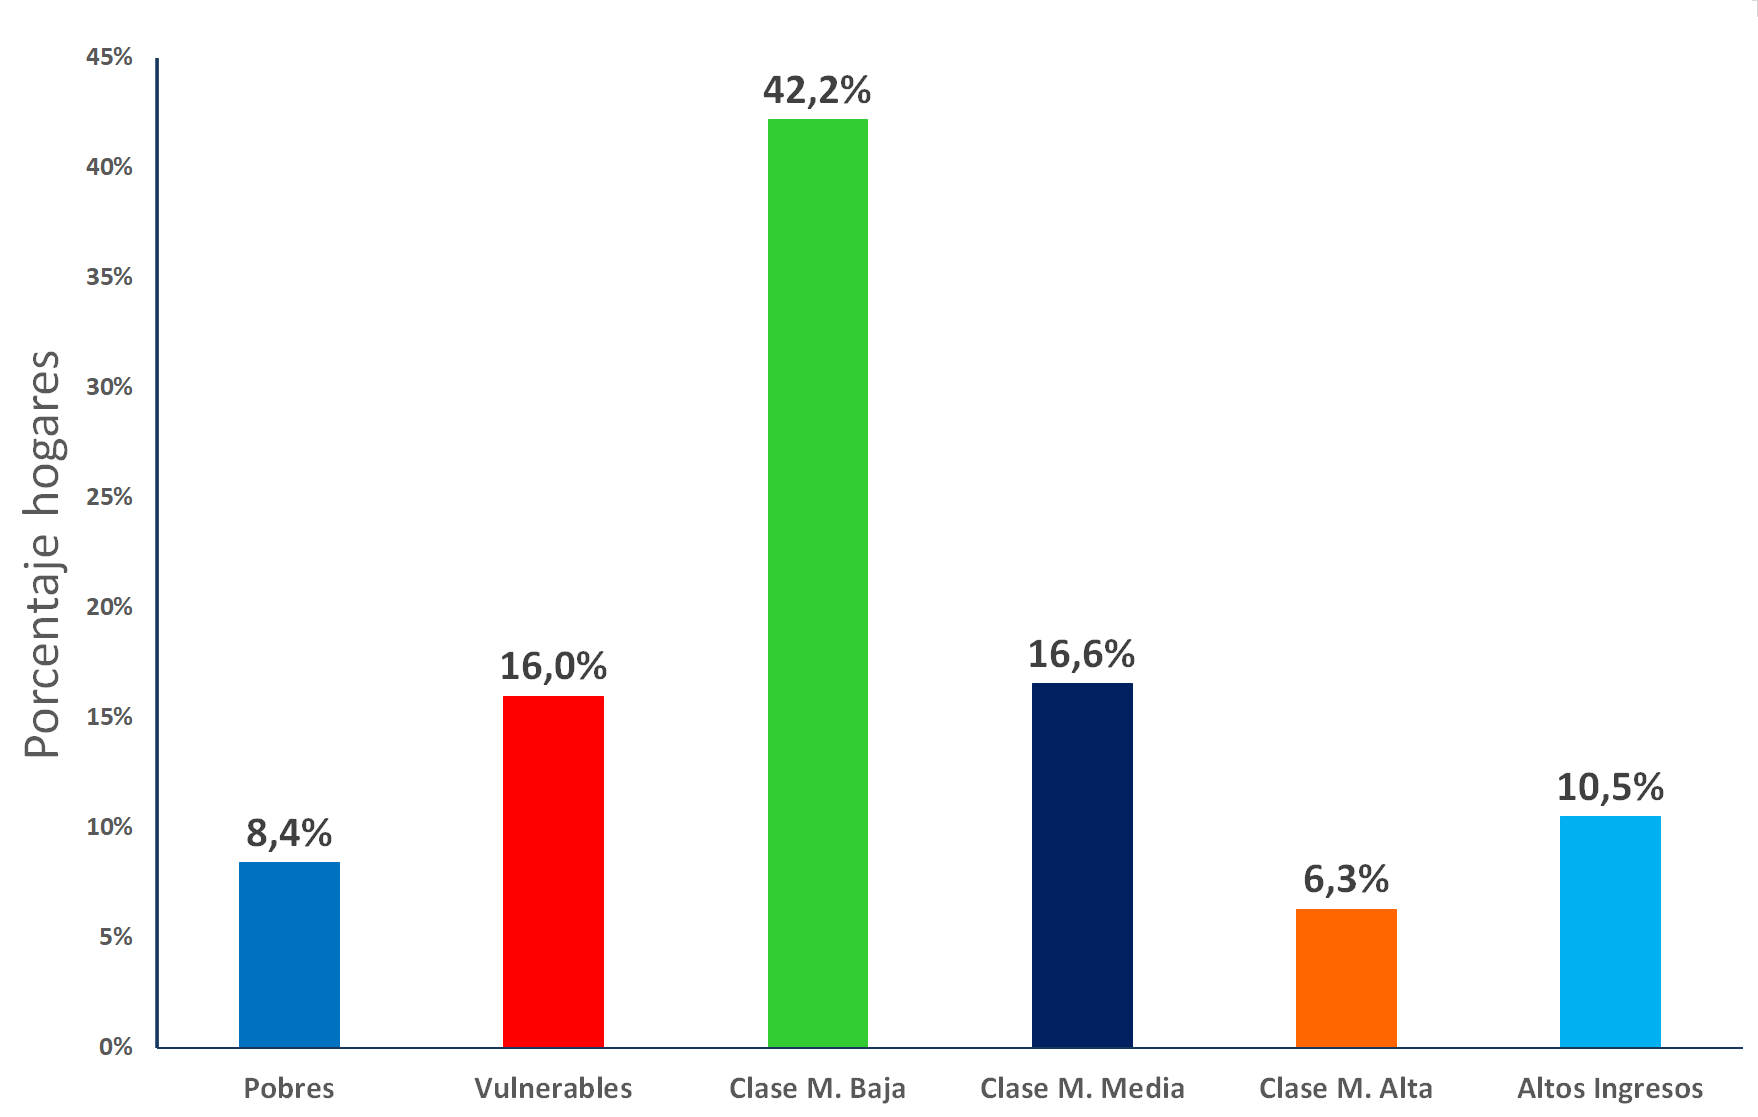 45%
40%
35%
30%
25%
20%
15%
10%
5%
0%
Porcentaje hogares
8,4%
16,0%
42,2%
16,6%
6,3%
10,5%
Pobres
Vulnerables
Clase M. Baja
Clase M. Media
Clase M. Alta
Altos Ingresos